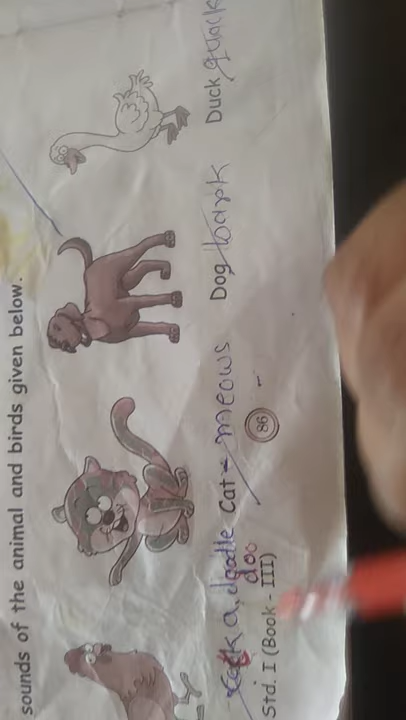 sounds of the animal and birds given below.
a doodle doo Cat - meows Dog bark Duck quack
86
Std. I (Book - III)